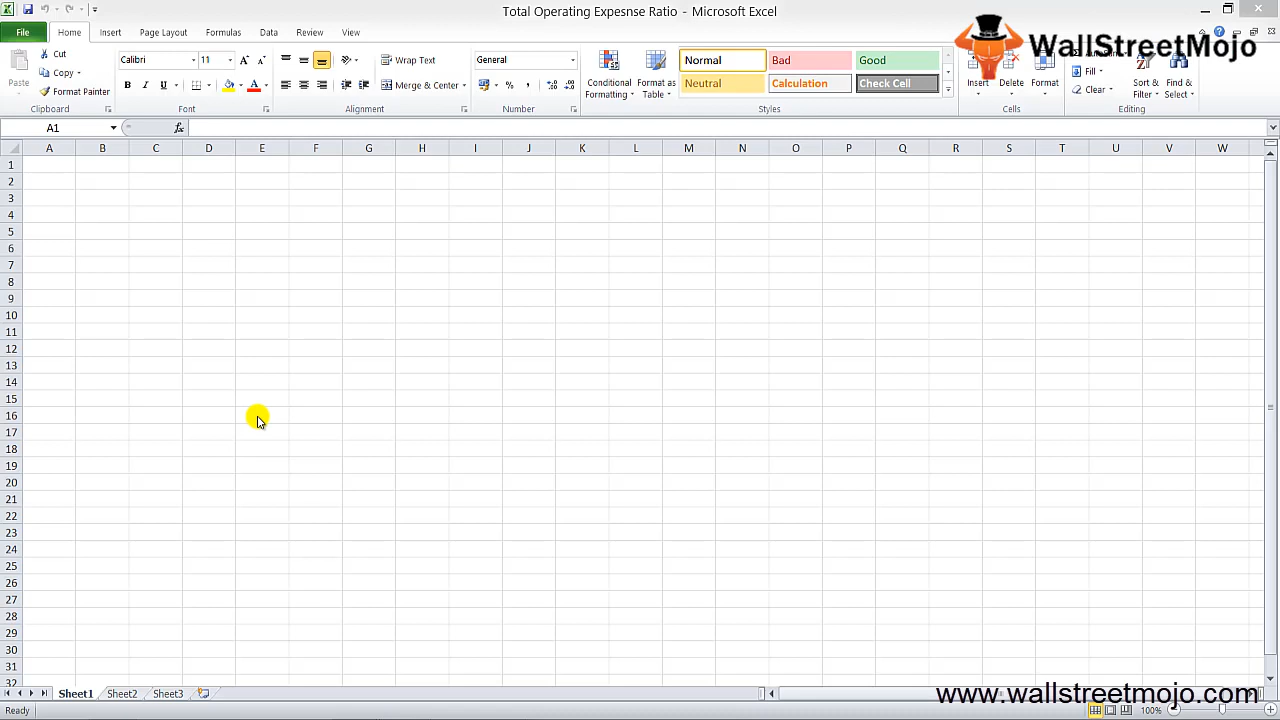 Total Operating Expesnse Ratio - Microsoft Excel
File Home Insert Page Layout Formulas Data Review View
WallStreetMojo
Paste
Cut
Copy
Format Painter
Clipboard
Calibri 11
B I U
Font
Wrap Text
Merge & Center
Alignment
General
$ % ,
Number
Conditional Formatting
Format as Table
Normal Bad Good
Neutral Calculation Check Cell
Styles
Insert Delete Format
Cells
Fill
Clear
Sort & Filter
Find & Select
Editing
A1 fx
A B C D E F G H I J K L M N O P Q R S T U V W
1
2
3
4
5
6
7
8
9
10
11
12
13
14
15
16
17
18
19
20
21
22
23
24
25
26
27
28
29
30
31
32
Sheet1 Sheet2 Sheet3
www.wallstreetmojo.com
Ready 100%